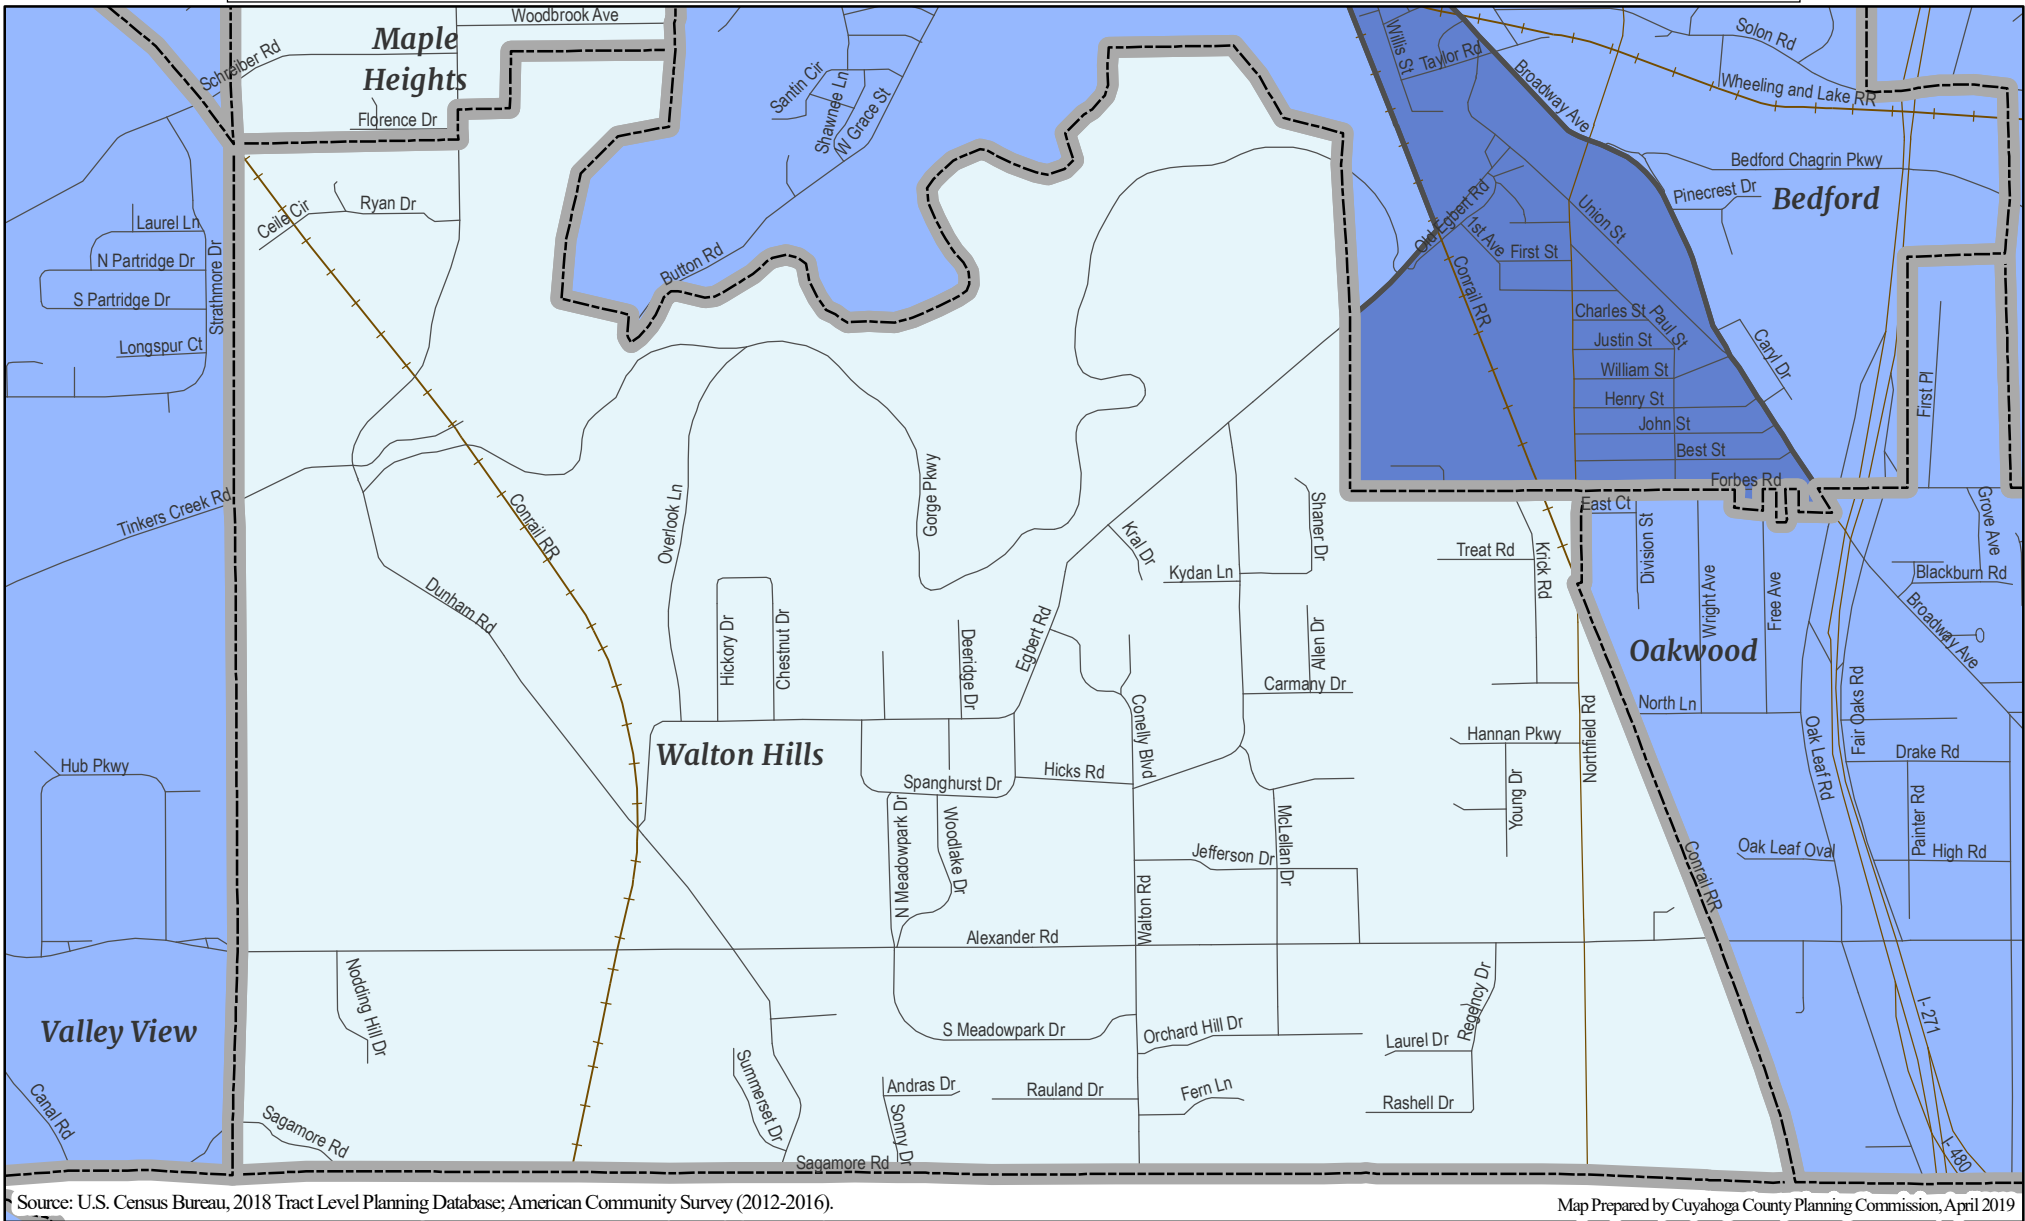 Woodbrook Ave
Maple
Heights
Schreiber Rd
Florence Dr
Santin Cir
Shawnee Ln
W Grace St
Willis St
Taylor Rd
Broadway Ave
Solon Rd
Wheeling and Lake RR
Bedford Chagrin Pkwy
Pinecrest Dr
Bedford
Laurel Ln
N Partridge Dr
S Partridge Dr
Strathmore Dr
Longspur Ct
Ceile Cir
Ryan Dr
Button Rd
Old Egbert Rd
1st Ave
First St
Union St
Conrail RR
Charles St
Paul St
Justin St
William St
Henry St
John St
Best St
Forbes Rd
Caryl Dr
First Pl
Tinkers Creek Rd
Conrail RR
Overlook Ln
Gorge Pkwy
Dunham Rd
Hickory Dr
Chestnut Dr
Deeridge Dr
Egbert Rd
Kral Dr
Kydan Ln
Shaner Dr
Allen Dr
Carmany Dr
Conelly Blvd
Treat Rd
Krick Rd
East Ct
Division St
Wright Ave
Free Ave
Grove Ave
Blackburn Rd
Broadway Ave
Oakwood
North Ln
Northfield Rd
Hannan Pkwy
Young Dr
Oak Leaf Rd
Fair Oaks Rd
Drake Rd
Painter Rd
High Rd
Oak Leaf Oval
Conrail RR
Hub Pkwy
Walton Hills
Spanghurst Dr
Hicks Rd
N Meadowpark Dr
Woodlake Dr
Jefferson Dr
McLellan Dr
Walton Rd
Alexander Rd
Nodding Hill Dr
Valley View
S Meadowpark Dr
Orchard Hill Dr
Regency Dr
Laurel Dr
I-271
Canal Rd
Sagamore Rd
Summerset Dr
Andras Dr
Sonny Dr
Rauland Dr
Fern Ln
Rashell Dr
Sagamore Rd
I-480
Source: U.S. Census Bureau, 2018 Tract Level Planning Database; American Community Survey (2012-2016).
Map Prepared by Cuyahoga County Planning Commission, April 2019